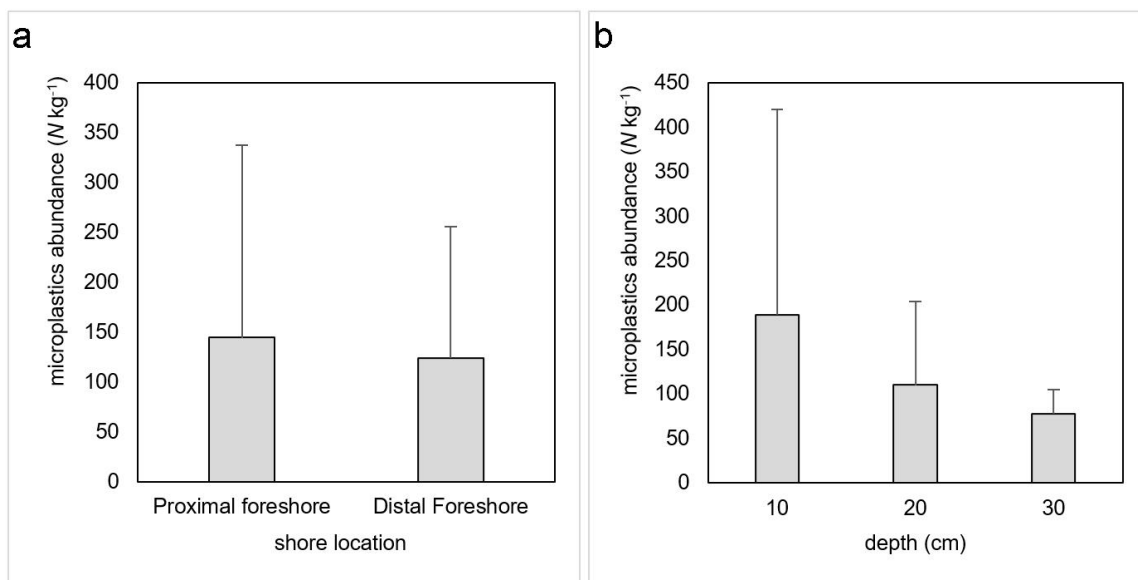 a
microplastics abundance (N kg⁻¹)
400
350
300
250
200
150
100
50
0
Proximal foreshore Distal Foreshore
shore location
b
microplastics abundance (N kg⁻¹)
450
400
350
300
250
200
150
100
50
0
10 20 30
depth (cm)